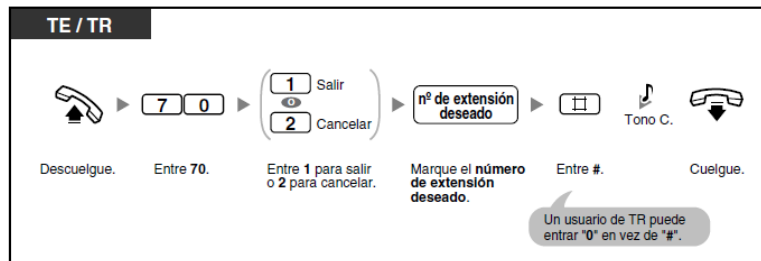 TE / TR
7 0
1 Salir
o
2 Cancelar
nº de extensión
deseado
#
Tono C.
Descuelgue.
Entre 70.
Entre 1 para salir
o 2 para cancelar.
Marque el número
de extensión
deseado.
Entre #.
Cuelgue.
Un usuario de TR puede
entrar "0" en vez de "#".